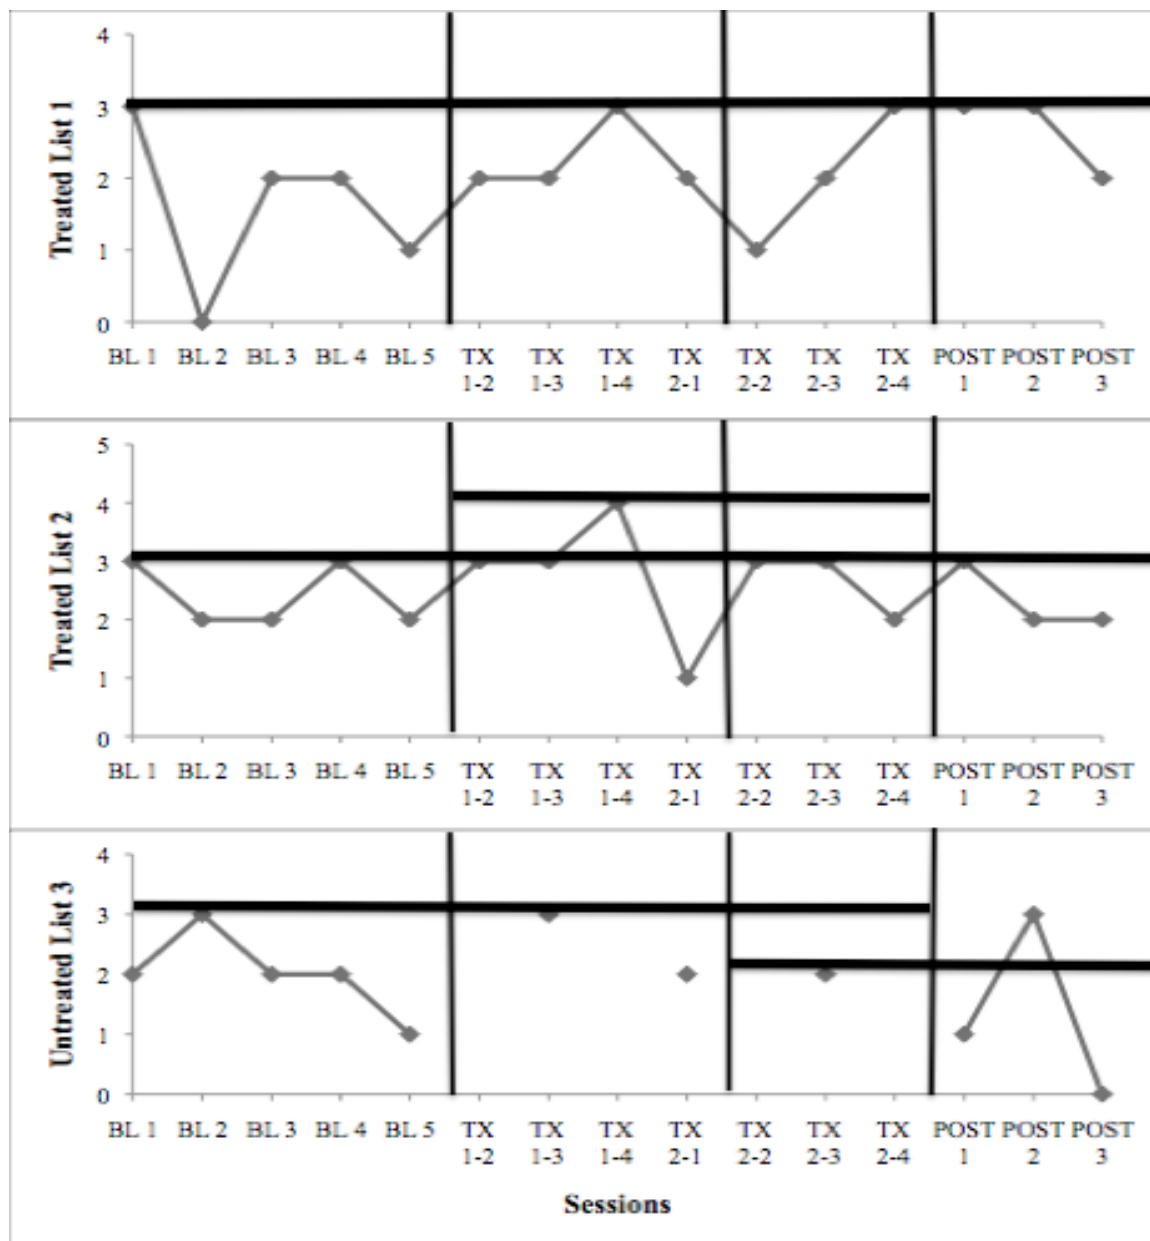 Treated List 1
4
3
2
1
0
BL 1 BL 2 BL 3 BL 4 BL 5 TX 1-2 TX 1-3 TX 1-4 TX 2-1 TX 2-2 TX 2-3 TX 2-4 POST 1 POST 2 POST 3
Treated List 2
5
4
3
2
1
0
BL 1 BL 2 BL 3 BL 4 BL 5 TX 1-2 TX 1-3 TX 1-4 TX 2-1 TX 2-2 TX 2-3 TX 2-4 POST 1 POST 2 POST 3
Untreated List 3
4
3
2
1
0
BL 1 BL 2 BL 3 BL 4 BL 5 TX 1-2 TX 1-3 TX 1-4 TX 2-1 TX 2-2 TX 2-3 TX 2-4 POST 1 POST 2 POST 3
Sessions